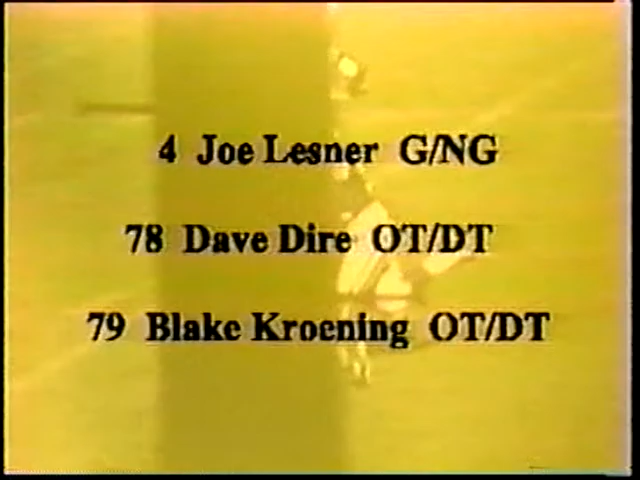 4 Joe Lesner G/NG
78 Dave Dire OT/DT
79 Blake Kroening OT/DT